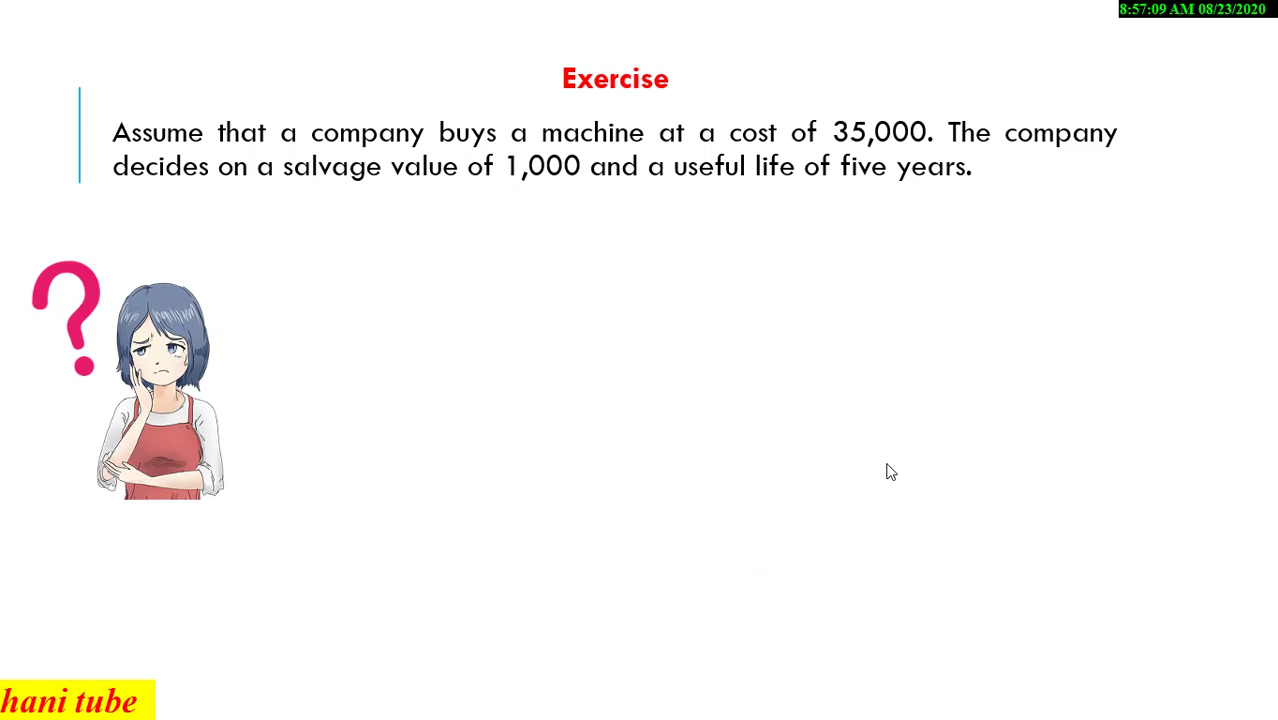 8:57:09 AM 08/23/2020
Exercise
Assume that a company buys a machine at a cost of 35,000. The company
decides on a salvage value of 1,000 and a useful life of five years.
?
hani tube